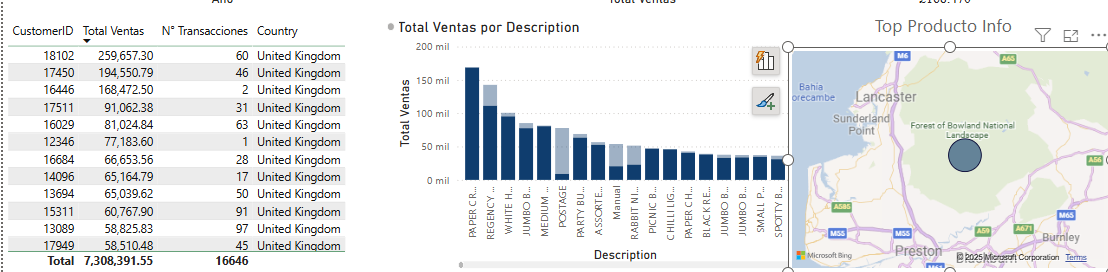 Total Ventas
CustomerID Total Ventas N° Transacciones Country
18102 259,657.30 60 United Kingdom
17450 194,550.79 46 United Kingdom
16446 168,472.50 2 United Kingdom
17511 91,062.38 31 United Kingdom
16029 81,024.84 63 United Kingdom
12346 77,183.60 1 United Kingdom
16684 66,653.56 28 United Kingdom
14096 65,164.79 17 United Kingdom
13694 65,039.62 50 United Kingdom
15311 60,767.90 91 United Kingdom
13089 58,825.83 97 United Kingdom
17949 58,510.48 45 United Kingdom
Total 7,308,391.55 16646
Total Ventas por Description
Total Ventas
200 mil
150 mil
100 mil
50 mil
0 mil
PAPER C R...
REGENCY ...
WHITE H...
JUMBO B...
MEDIUM ...
POSTAGE
PARTY BU...
ASSORTE...
Manual
RABBIT NI...
PICNIC B...
CHILLI LIG...
PAPER CH...
BLACK RE...
JUMBO B...
JUMBO B...
SMALL P...
SPOTTY B...
Description
Top Producto Info
M6
A65
Bahia
Lancaster
Sunderland
Point
Forest of Bowland National
Landscape
A56
A585
M55
M55
A59
A671
M65
Preston
Burnley
Microsoft Bing
© 2025 Microsoft Corporation Terms